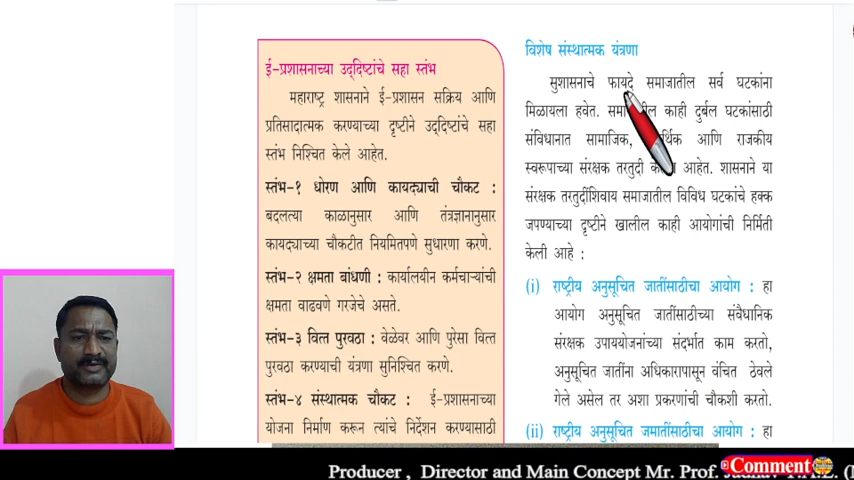 ई-प्रशासनाच्या उद्‌दिष्टांचे सहा स्तंभ
महाराष्ट्र शासनाने ई-प्रशासन सक्रिय आणि
प्रतिसादात्मक करण्याच्या दृष्टीने उद्‌दिष्टांचे सहा
स्तंभ निश्चित केले आहेत.
स्तंभ-१ धोरण आणि कायद्याची चौकट :
बदलत्या काळानुसार आणि तंत्रज्ञानानुसार
कायद्याच्या चौकटीत नियमितपणे सुधारणा करणे.
स्तंभ-२ क्षमता बांधणी : कार्यालयीन कर्मचाऱ्यांची
क्षमता वाढवणे गरजेचे असते.
स्तंभ-३ वित्त पुरवठा : वेळेवर आणि पुरेसा वित्त
पुरवठा करण्याची यंत्रणा सुनिश्चित करणे.
स्तंभ-४ संस्थात्मक चौकट : ई-प्रशासनाच्या
योजना निर्माण करून त्यांचे निर्देशन करण्यासाठी
विशेष संस्थात्मक यंत्रणा
सुशासनाचे फायदे समाजातील सर्व घटकांना
मिळायला हवेत. काही दुर्बल घटकांसाठी
संविधानात सामाजिक, आणि राजकीय
स्वरूपाच्या संरक्षक तरतुदी आहेत. शासनाने या
संरक्षक तरतुदींशिवाय समाजातील विविध घटकांचे हक्क
जपण्याच्या दृष्टीने खालील काही आयोगांची निर्मिती
केली आहे :
(i) राष्ट्रीय अनुसूचित जातींसाठीचा आयोग : हा
आयोग अनुसूचित जातींसाठीच्या संवैधानिक
संरक्षक उपाययोजनांच्या संदर्भात काम करतो,
अनुसूचित जातींना अधिकारापासून वंचित ठेवले
गेले असेल तर अशा प्रकरणांची चौकशी करतो.
(ii) राष्ट्रीय अनुसूचित जमातींसाठीचा आयोग : हा
Producer , Director and Main Concept Mr. Prof.
Comment